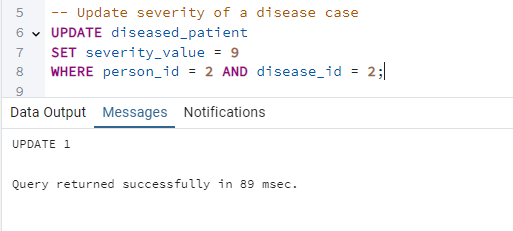 5 -- Update severity of a disease case
6 UPDATE diseased_patient
7 SET severity_value = 9
8 WHERE person_id = 2 AND disease_id = 2;
9
Data Output Messages Notifications
UPDATE 1
Query returned successfully in 89 msec.